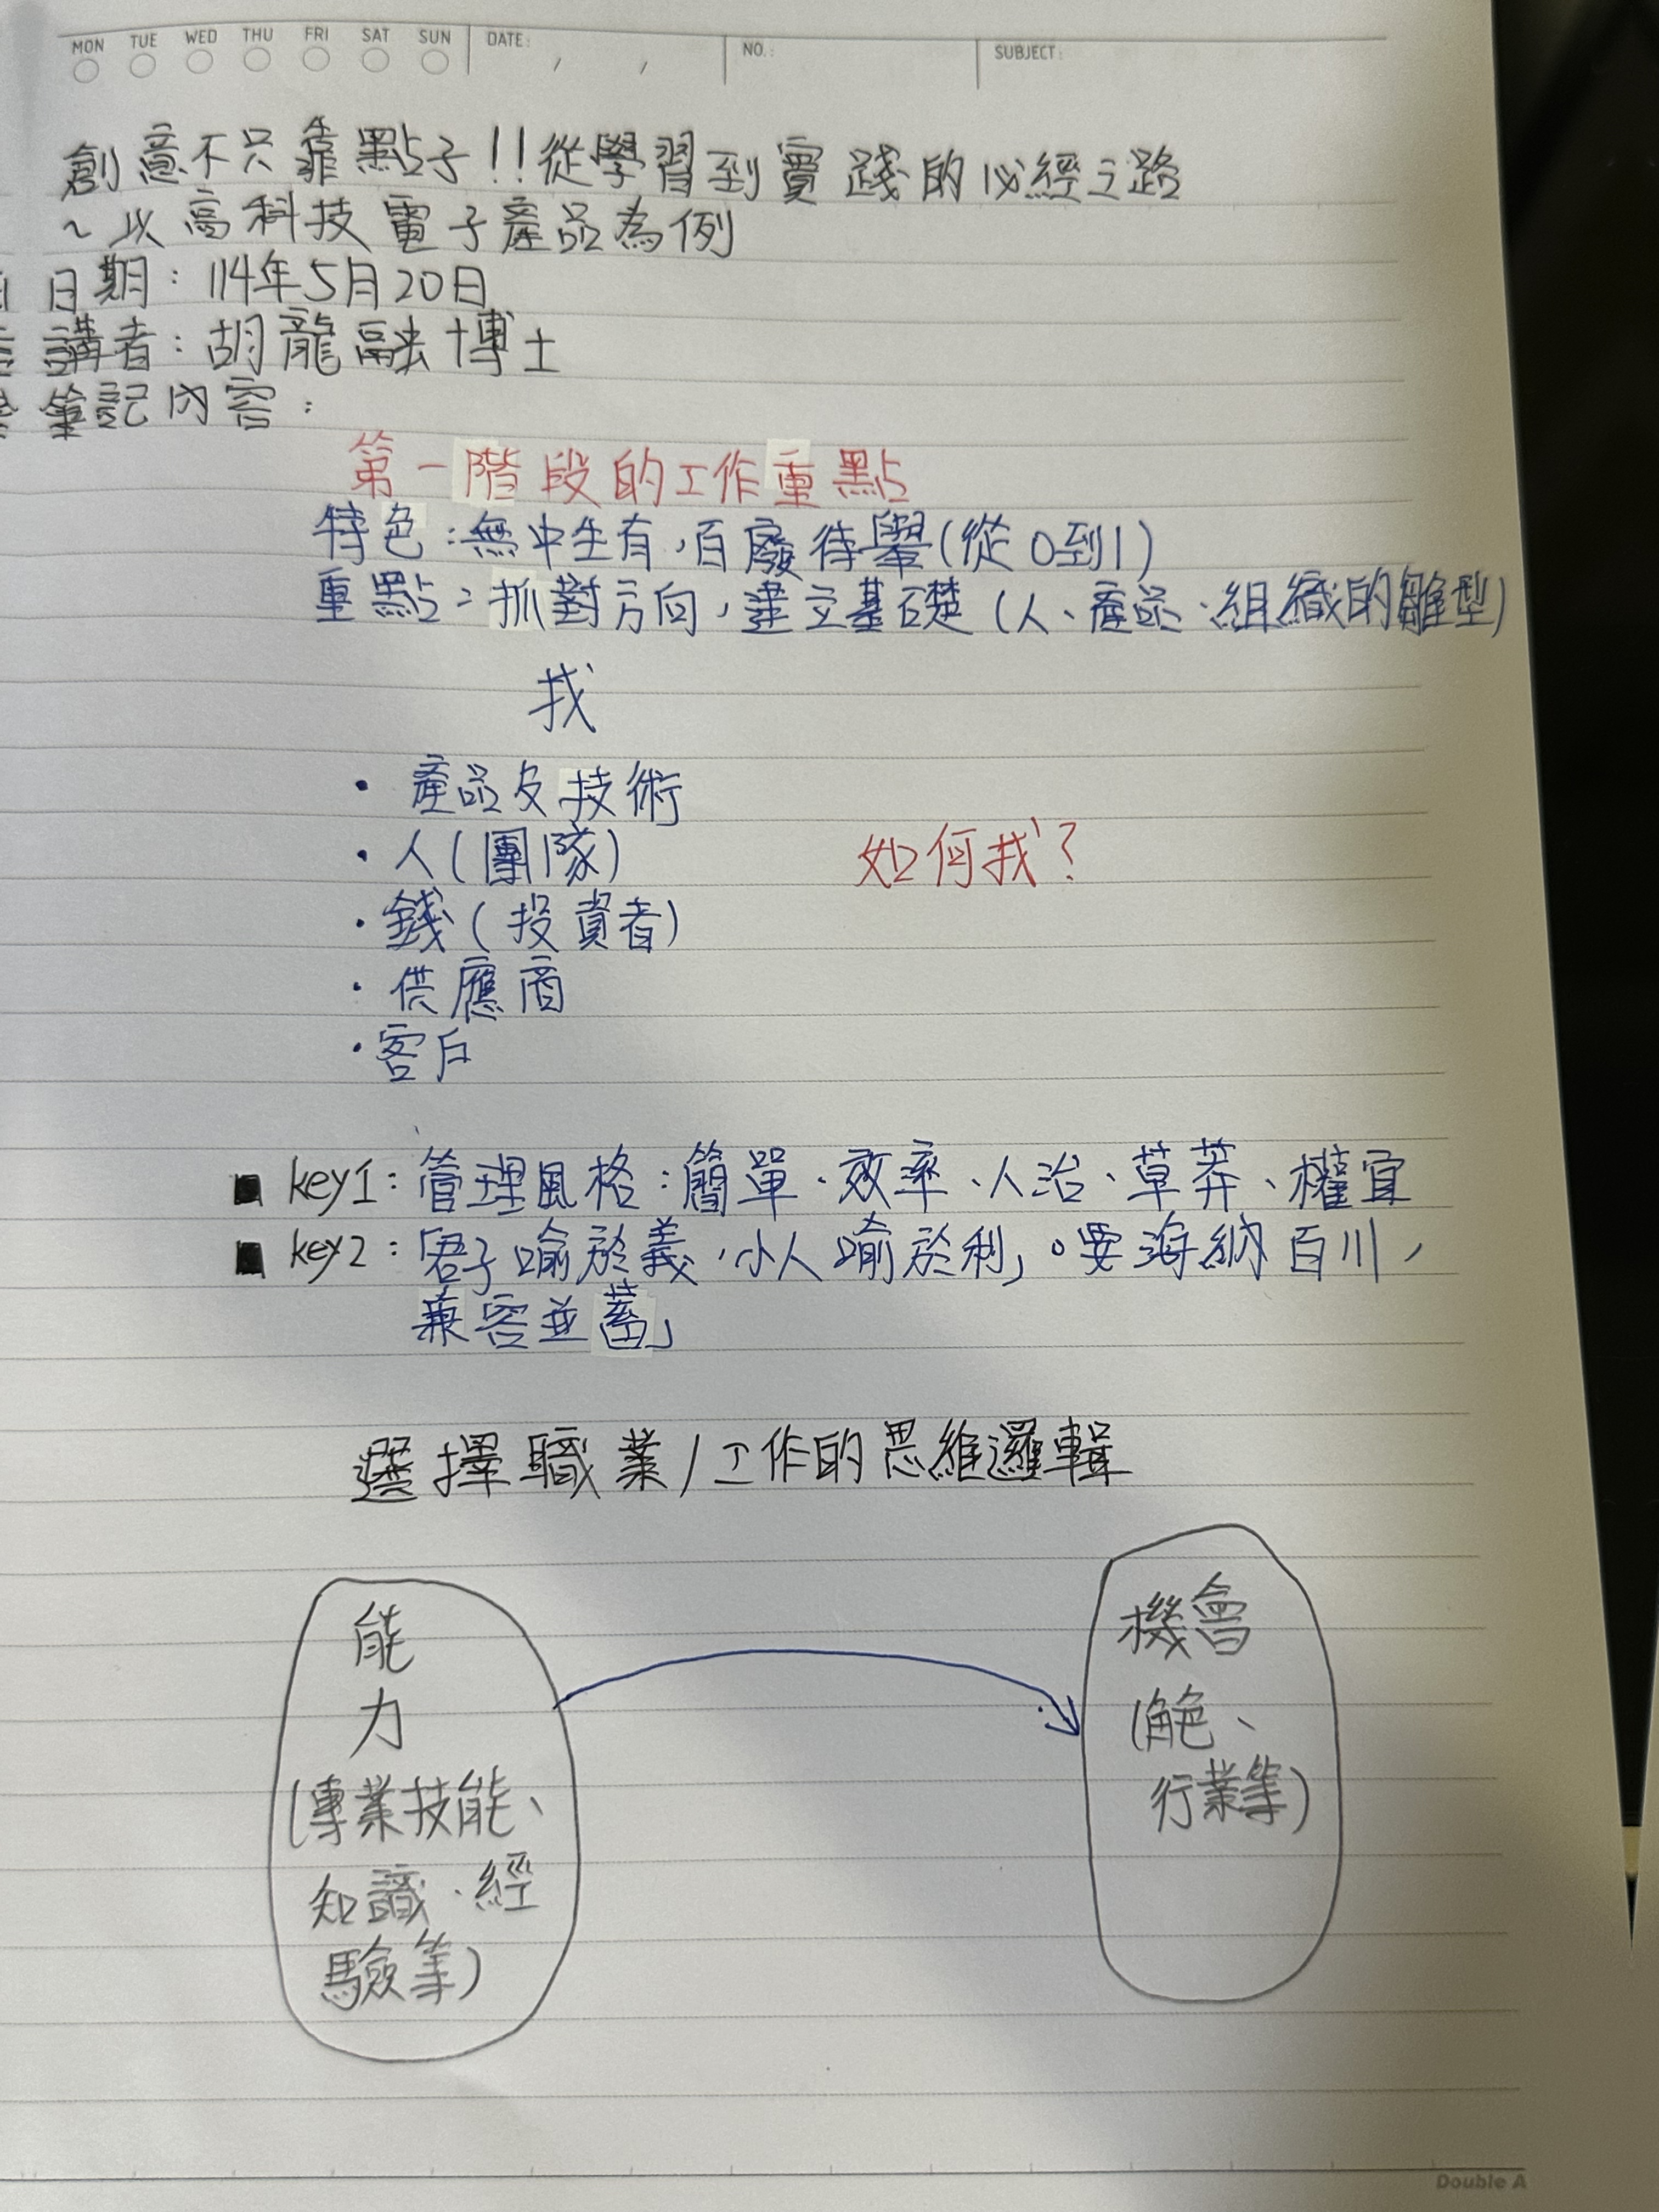 MON TUE WED THU FRI SAT SUN DATE: / / NO.: SUBJECT:
創意不只靠點子!!從學習到實踐的必經之路
~以高科技電子產品為例
日期:114年5月20日
講者:胡龍融博士
筆記內容:
第一階段的工作重點
特色:無中生有,百廢待舉(從0到1)
重點:抓對方向,建立基礎(人、產品、組織的雛型)
找
• 產品及技術
• 人(團隊)
如何找?
• 錢(投資者)
• 供應商
• 客戶
■ key1:管理風格:簡單、效率、人治、草莽、權宜
■ key2:「君子喻於義,小人喻於利」。要海納百川,
兼容並蓄」
選擇職業/工作的思維邏輯
能
力
(專業技能、
知識、經
驗等)
機會
(角色、
行業等)
Double A